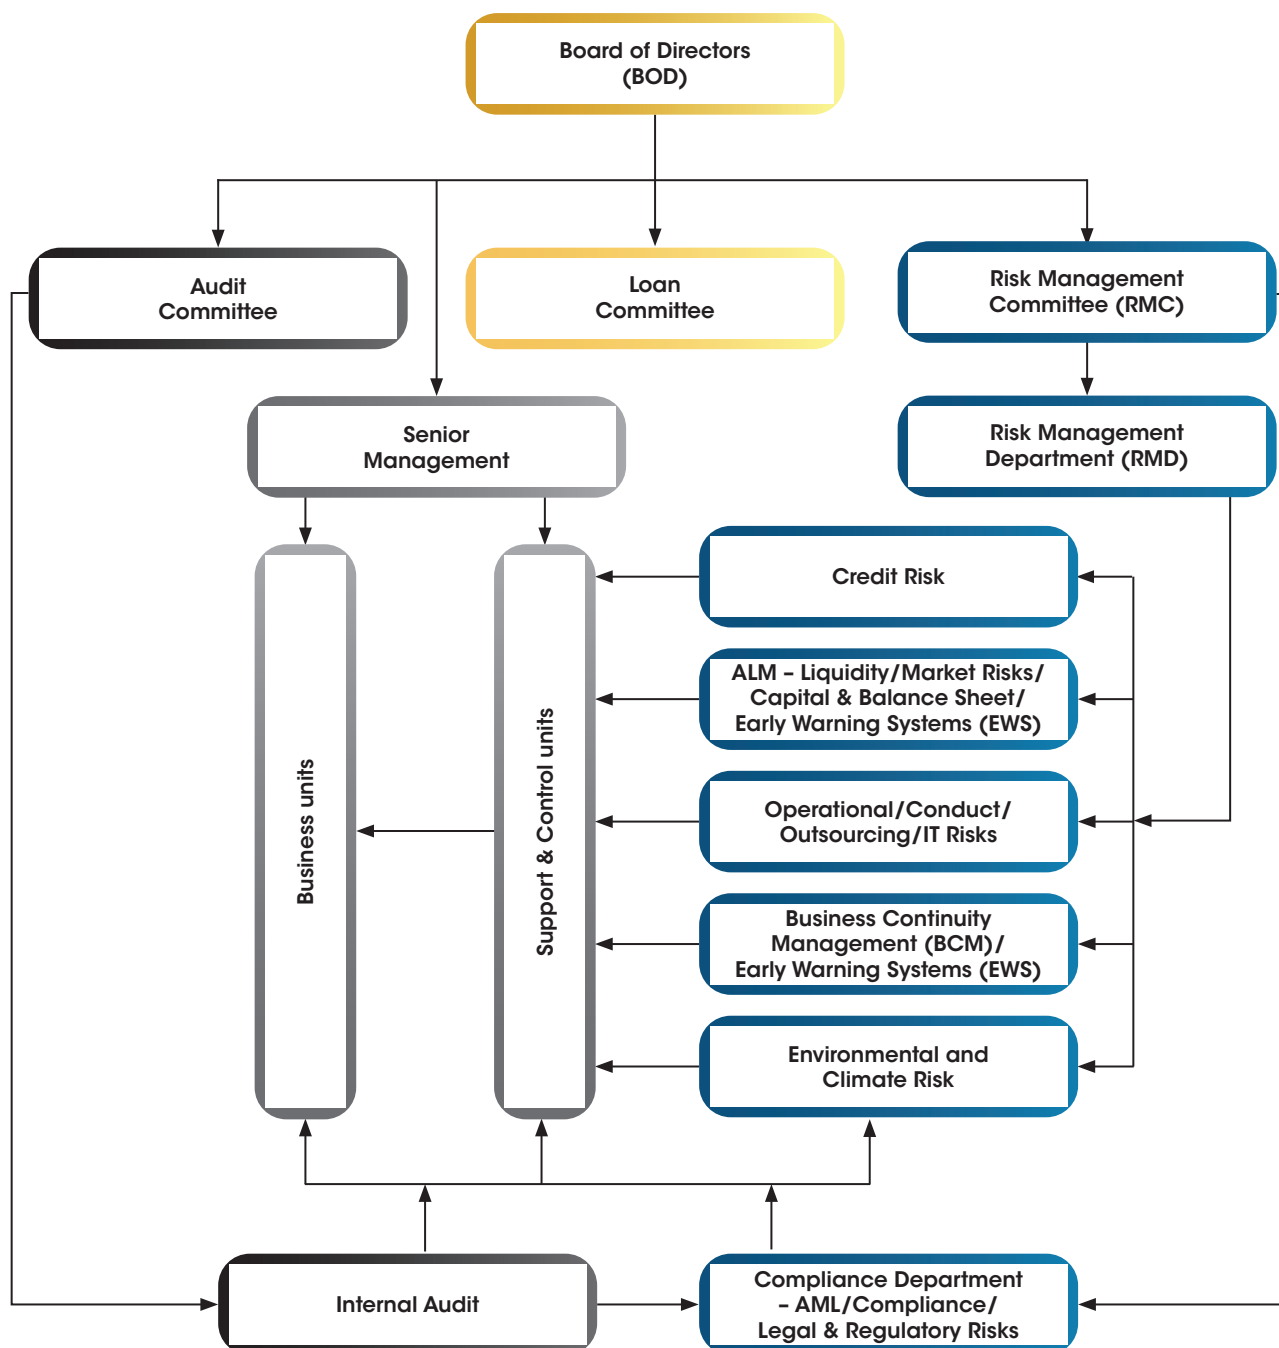 Board of Directors
(BOD)
Audit
Committee
Loan
Committee
Risk Management
Committee (RMC)
Senior
Management
Risk Management
Department (RMD)
Business units
Support & Control units
Credit Risk
ALM – Liquidity/Market Risks/
Capital & Balance Sheet/
Early Warning Systems (EWS)
Operational/Conduct/
Outsourcing/IT Risks
Business Continuity
Management (BCM)/
Early Warning Systems (EWS)
Environmental and
Climate Risk
Internal Audit
Compliance Department
– AML/Compliance/
Legal & Regulatory Risks